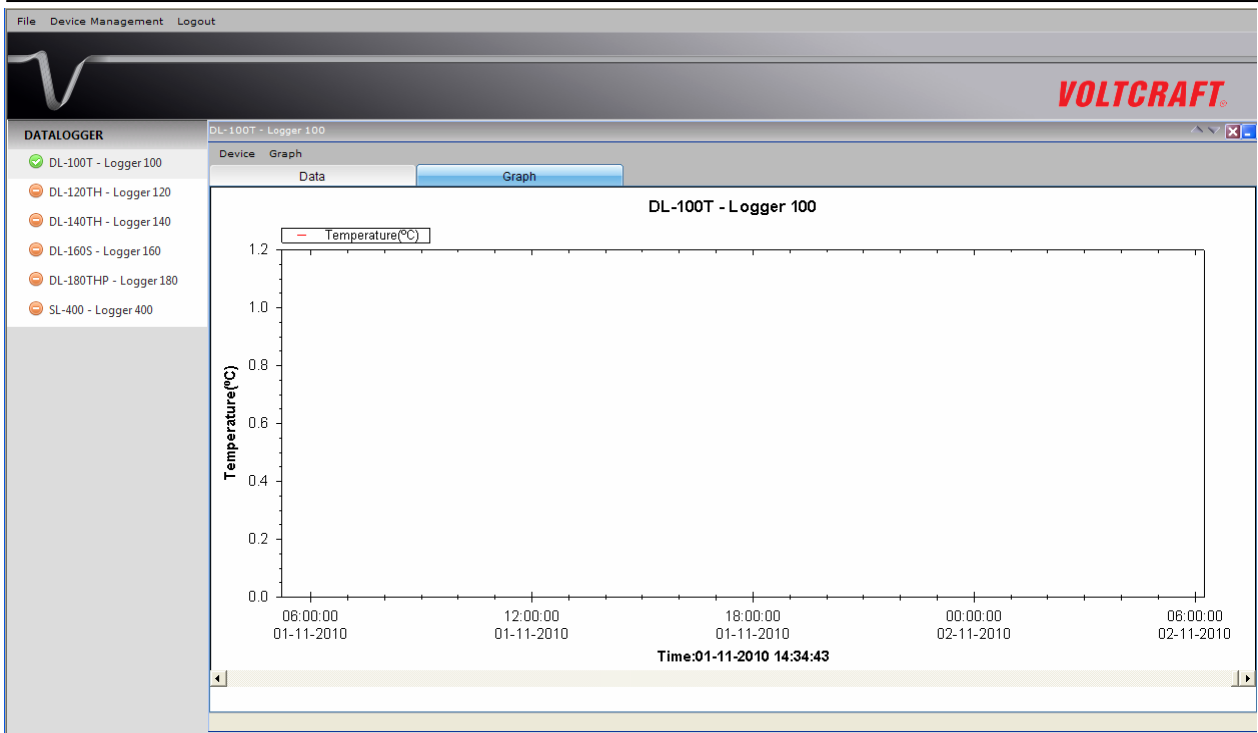 File Device Management Logout
VOLTCRAFT®
DATALOGGER
DL-100T - Logger 100
DL-120TH - Logger 120
DL-140TH - Logger 140
DL-160S - Logger 160
DL-180THP - Logger 180
SL-400 - Logger 400
DL-100T - Logger 100
Device Graph
Data Graph
DL-100T - Logger 100
Temperature(ºC)
1.2
1.0
0.8
0.6
0.4
0.2
0.0
Temperature(ºC)
06:00:00 12:00:00 18:00:00 00:00:00 06:00:00
01-11-2010 01-11-2010 01-11-2010 02-11-2010 02-11-2010
Time:01-11-2010 14:34:43